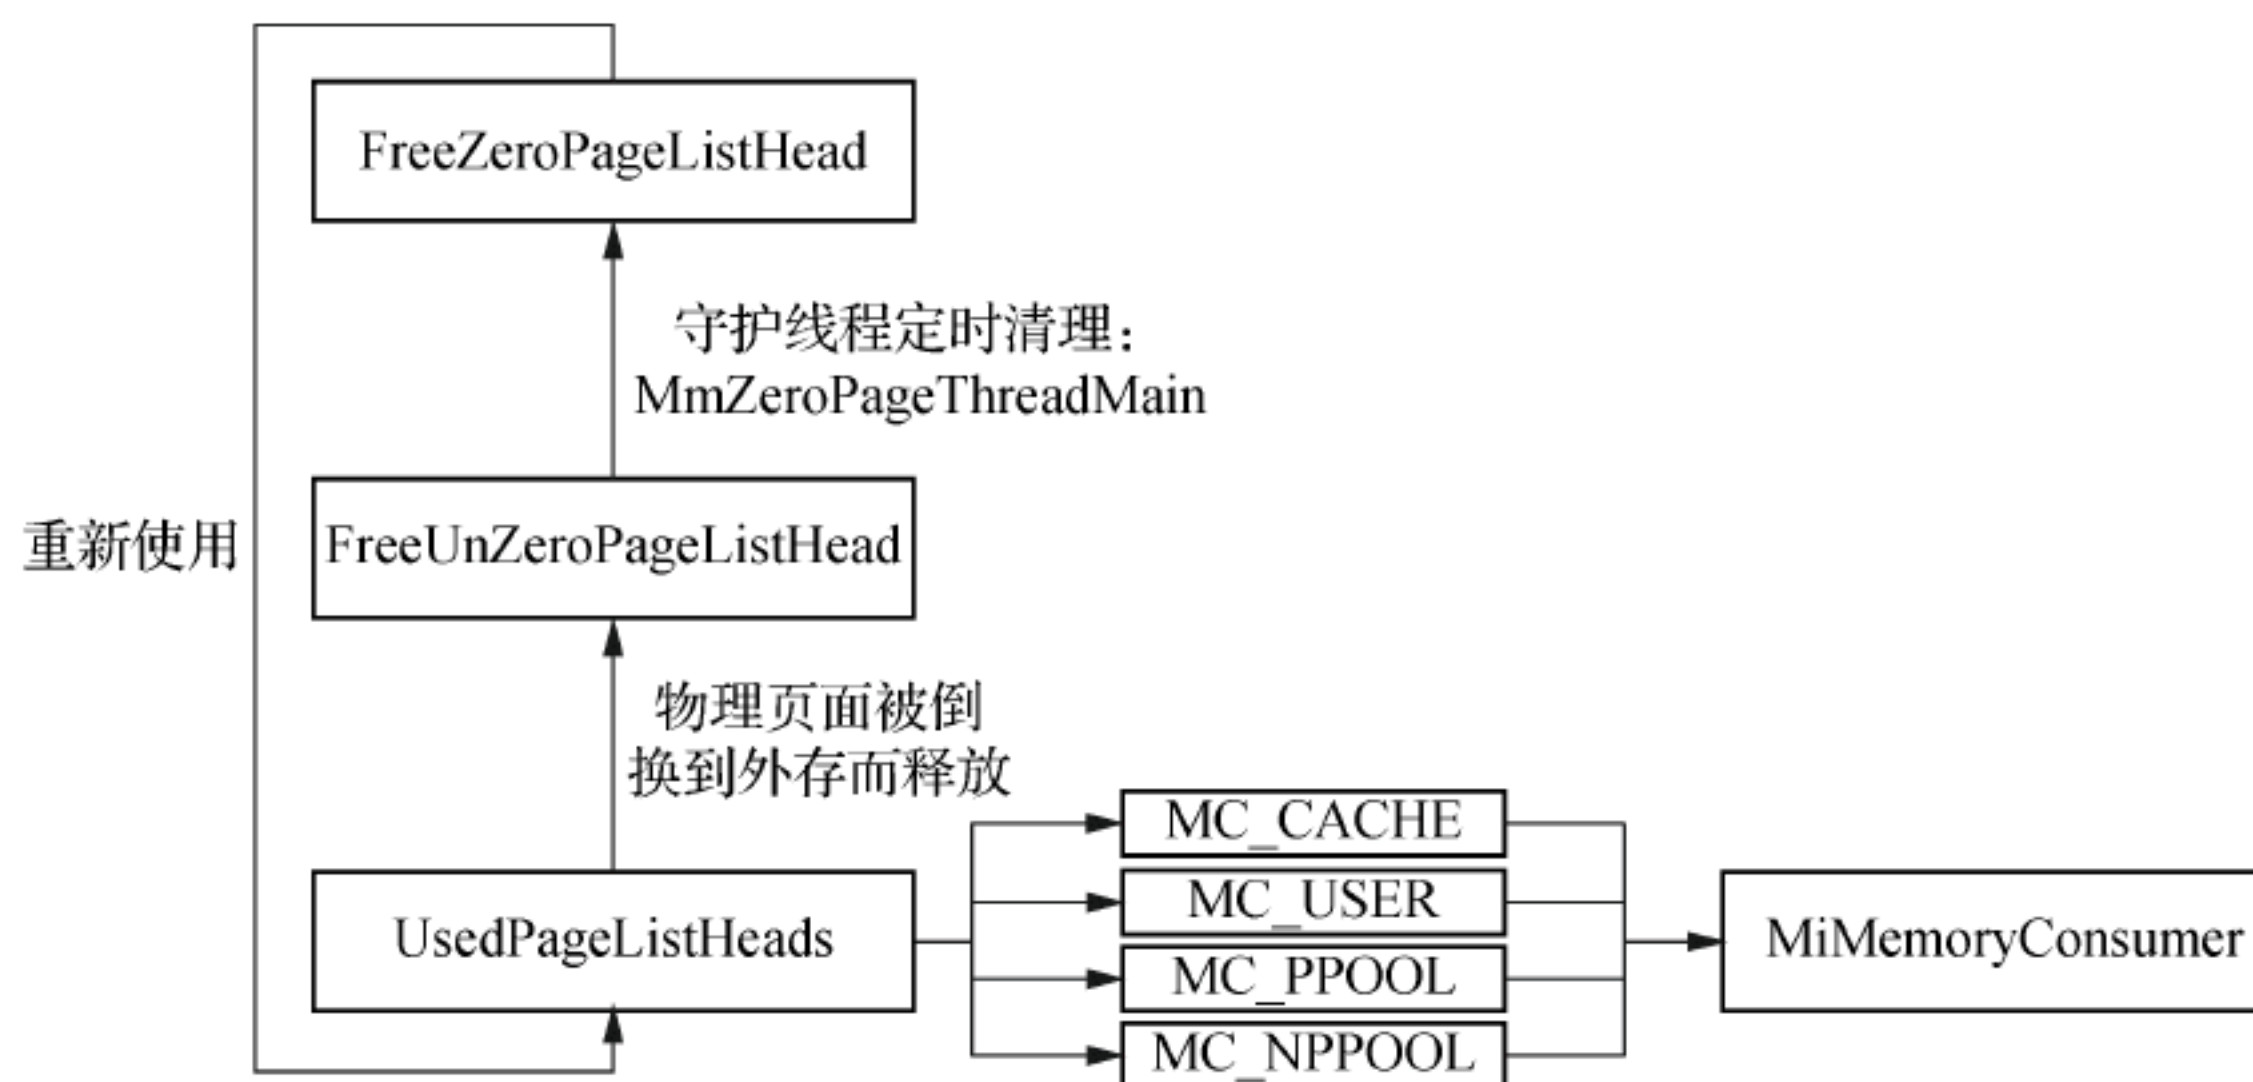 FreeZeroPageListHead
守护线程定时清理：
MmZeroPageThreadMain
重新使用
FreeUnZeroPageListHead
物理页面被倒
换到外存而释放
UsedPageListHeads
MC_CACHE
MC_USER
MC_PPOOL
MC_NPPOOL
MiMemoryConsumer